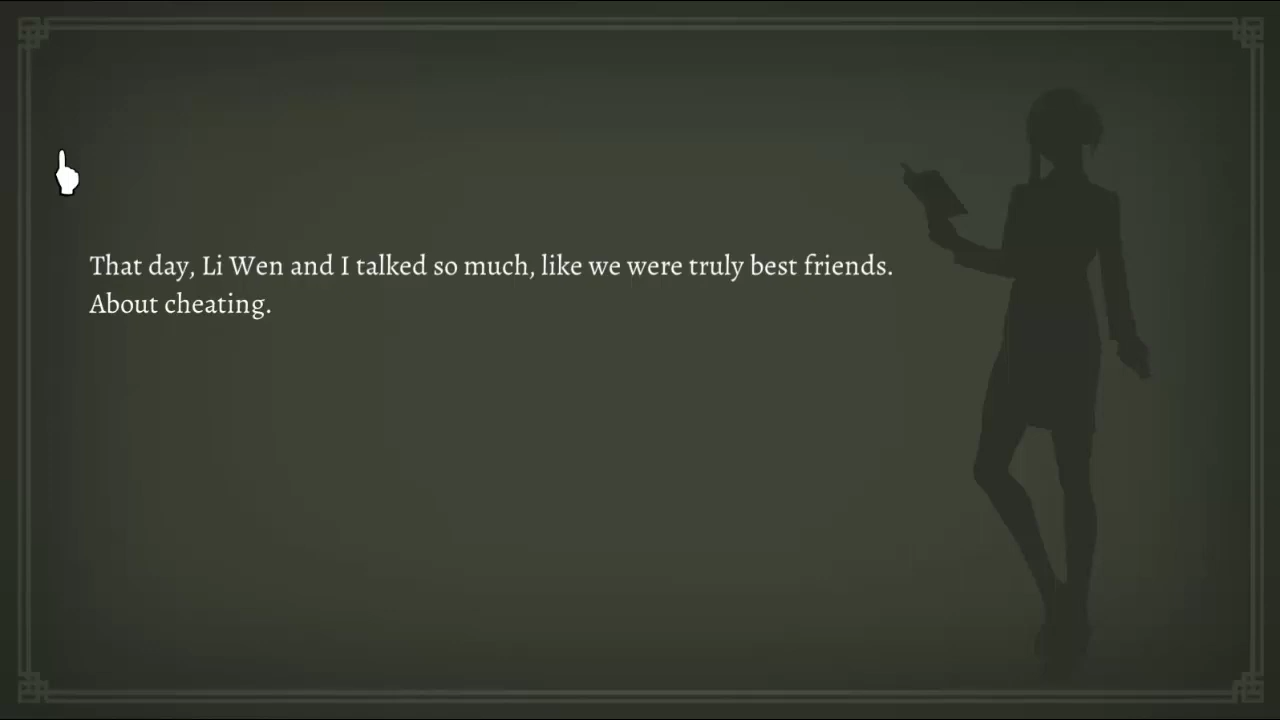 That day, Li Wen and I talked so much, like we were truly best friends.
About cheating.